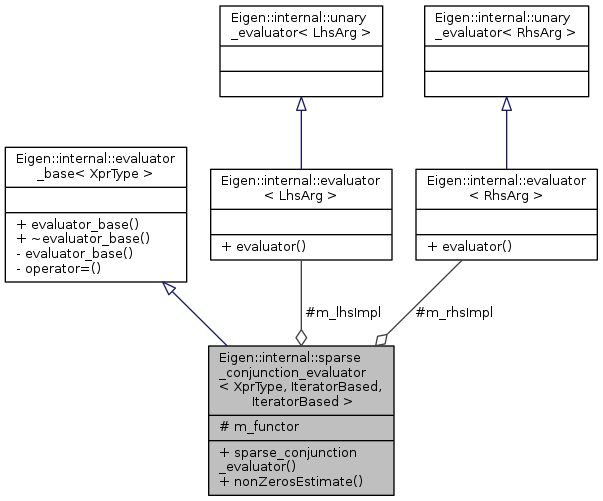 Eigen::internal::unary
_evaluator< LhsArg >
Eigen::internal::unary
_evaluator< RhsArg >
Eigen::internal::evaluator
_base< XprType >
+ evaluator_base()
+ ~evaluator_base()
- evaluator_base()
- operator=()
Eigen::internal::evaluator
< LhsArg >
+ evaluator()
Eigen::internal::evaluator
< RhsArg >
+ evaluator()
#m_lhsImpl
#m_rhsImpl
Eigen::internal::sparse
_conjunction_evaluator
< XprType, IteratorBased,
IteratorBased >
# m_functor
+ sparse_conjunction
_evaluator()
+ nonZerosEstimate()